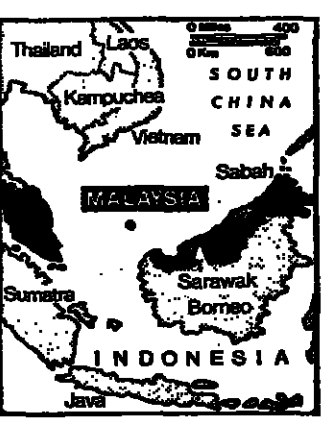 0 Miles 400
0 Km 600
Thailand
Laos
SOUTH
CHINA
SEA
Kampuchea
Vietnam
Sabah
MALAYSIA
Sarawak
Borneo
Sumatra
INDONESIA
Java